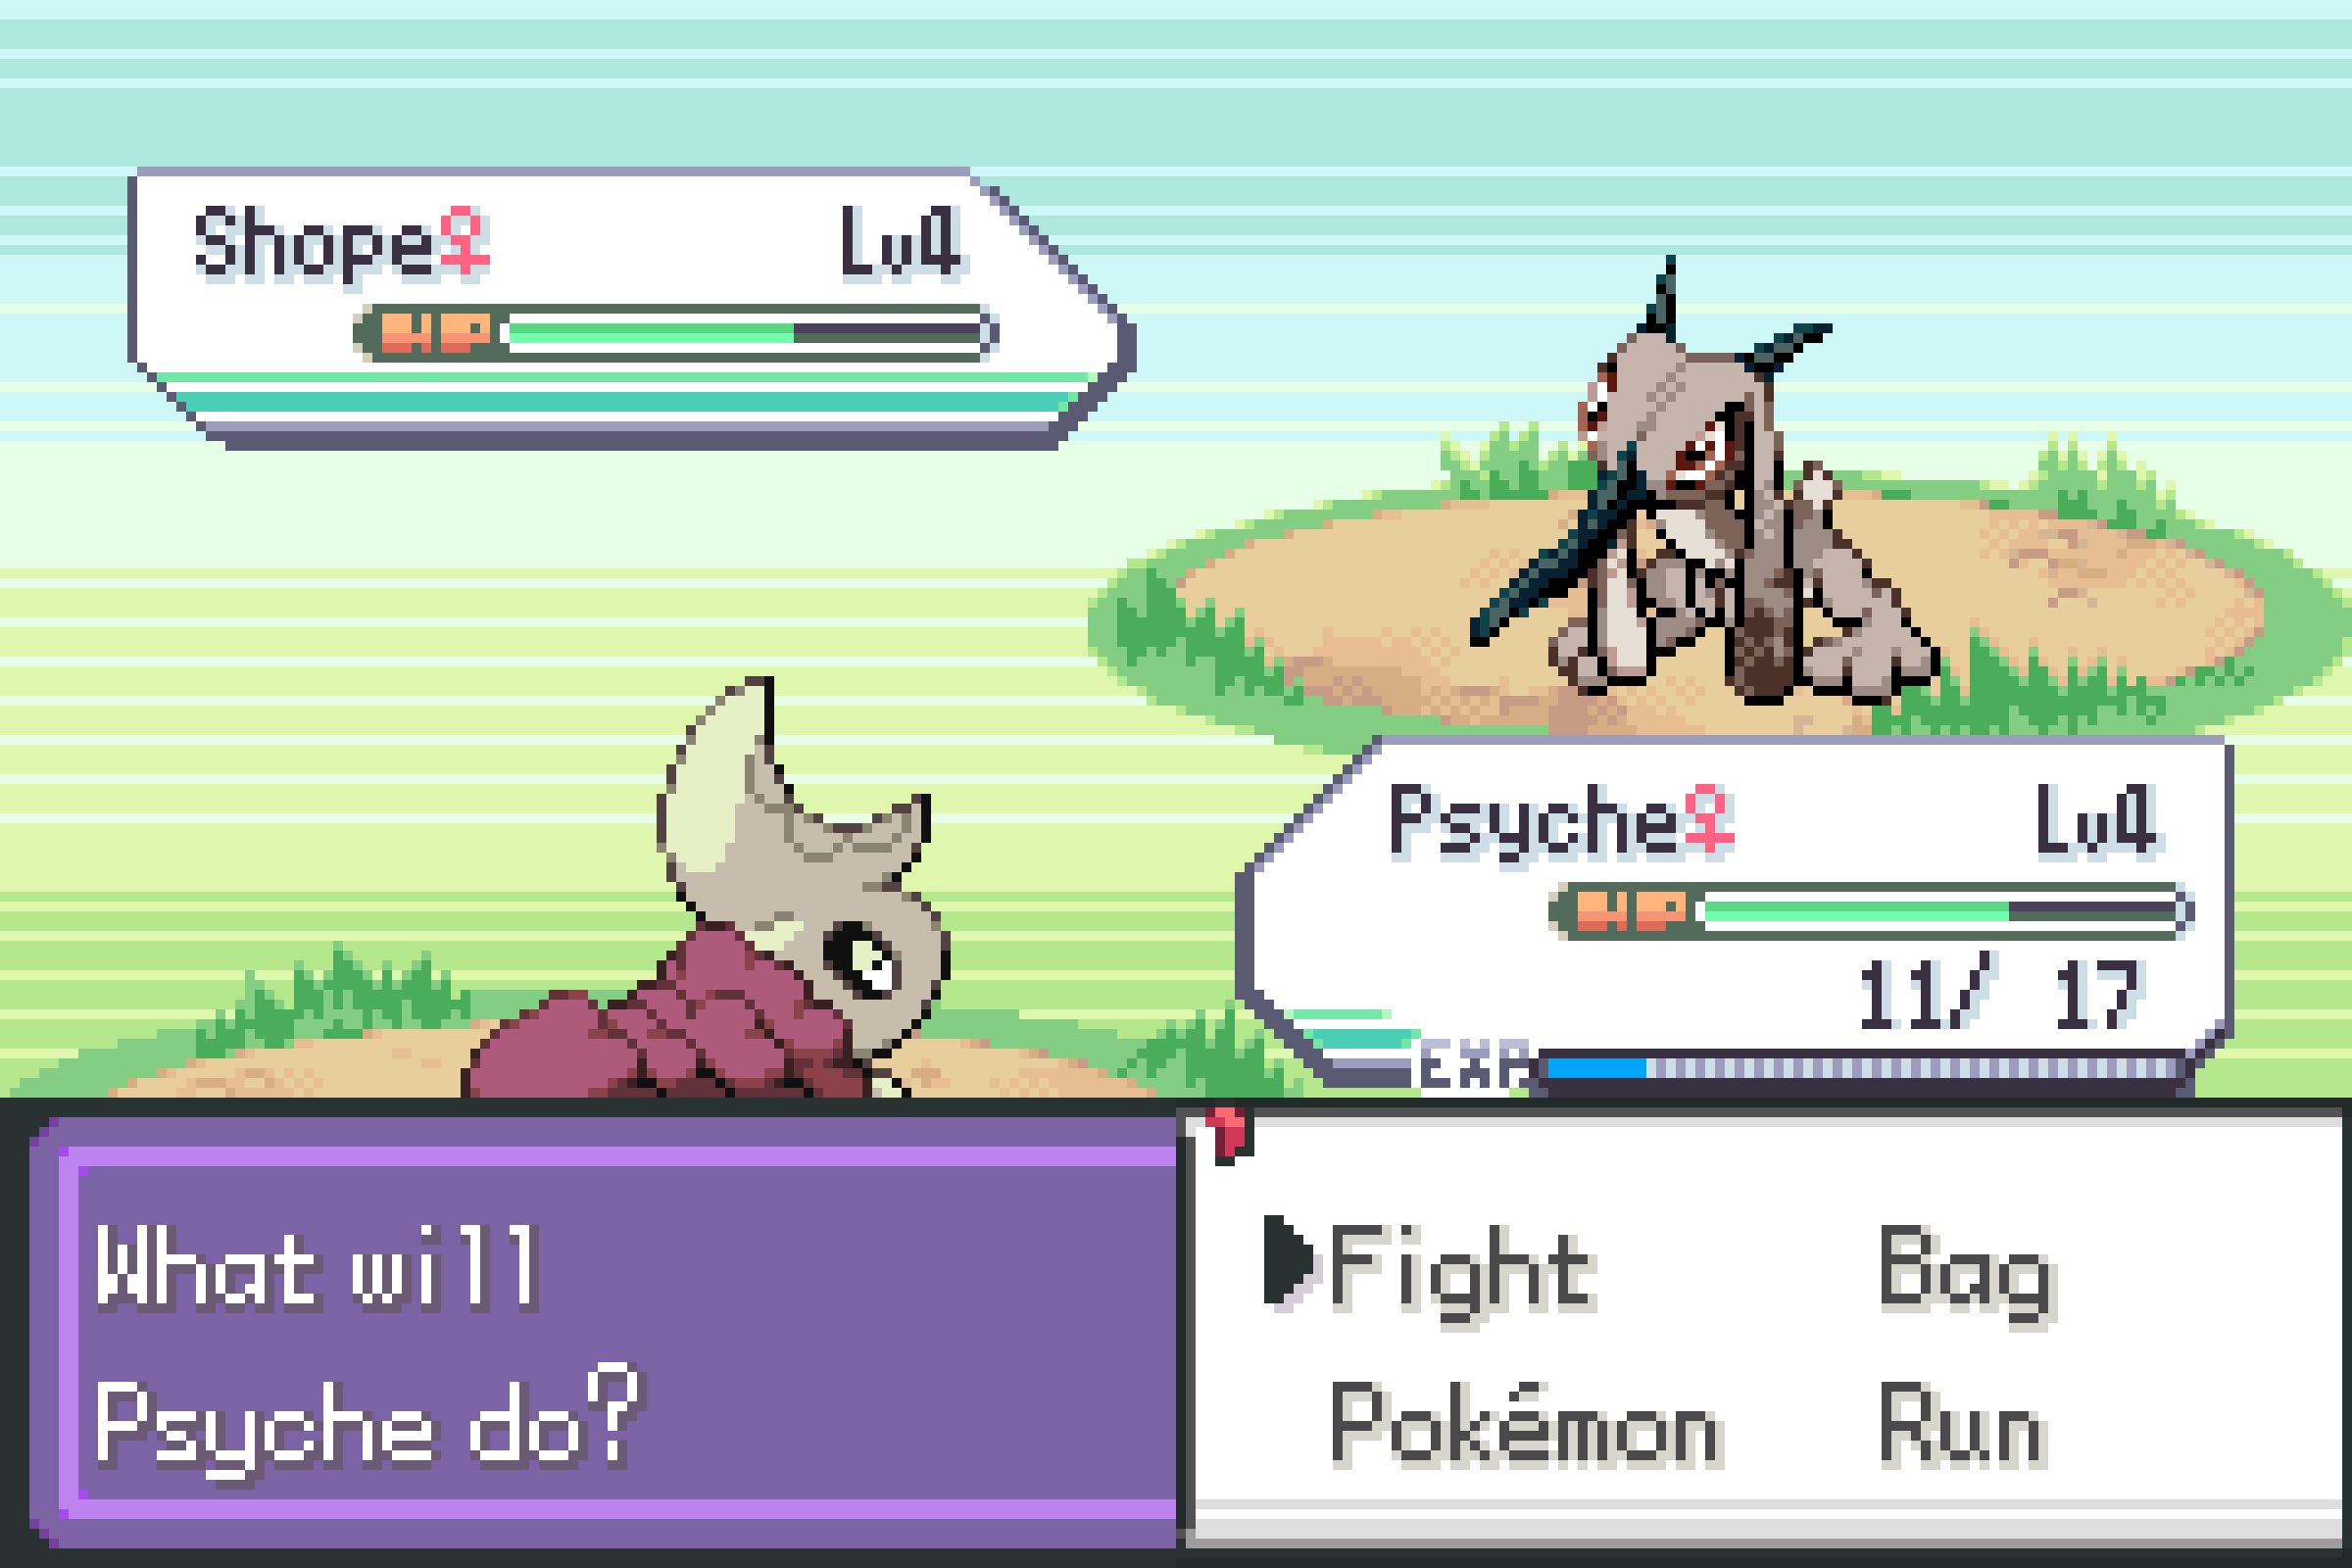 Shope♀ Lv4
HP
Psyche♀ Lv4
HP
11/ 17
EXP
What will
Psyche do?
Fight Bag
Pokémon Run